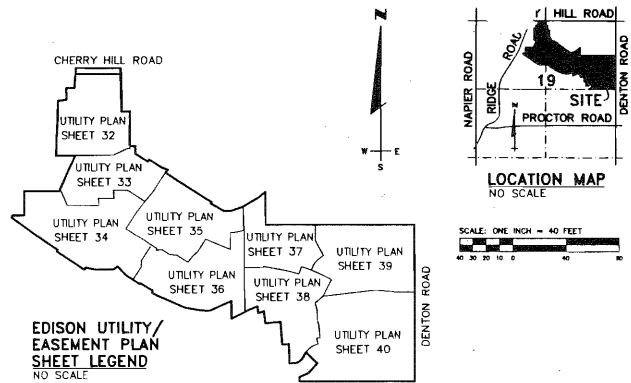 CHERRY HILL ROAD
UTILITY PLAN
SHEET 32
UTILITY PLAN
SHEET 33
UTILITY PLAN
SHEET 34
UTILITY PLAN
SHEET 35
UTILITY PLAN
SHEET 36
UTILITY PLAN
SHEET 37
UTILITY PLAN
SHEET 38
UTILITY PLAN
SHEET 39
UTILITY PLAN
SHEET 40
DENTON ROAD
EDISON UTILITY/
EASEMENT PLAN
SHEET LEGEND
NO SCALE
N
W E
S
r HILL ROAD
NAPIER ROAD
RIDGE ROAD
DENTON ROAD
19
SITE
N
PROCTOR ROAD
LOCATION MAP
NO SCALE
SCALE: ONE INCH = 40 FEET
40 30 20 10 0 40 80